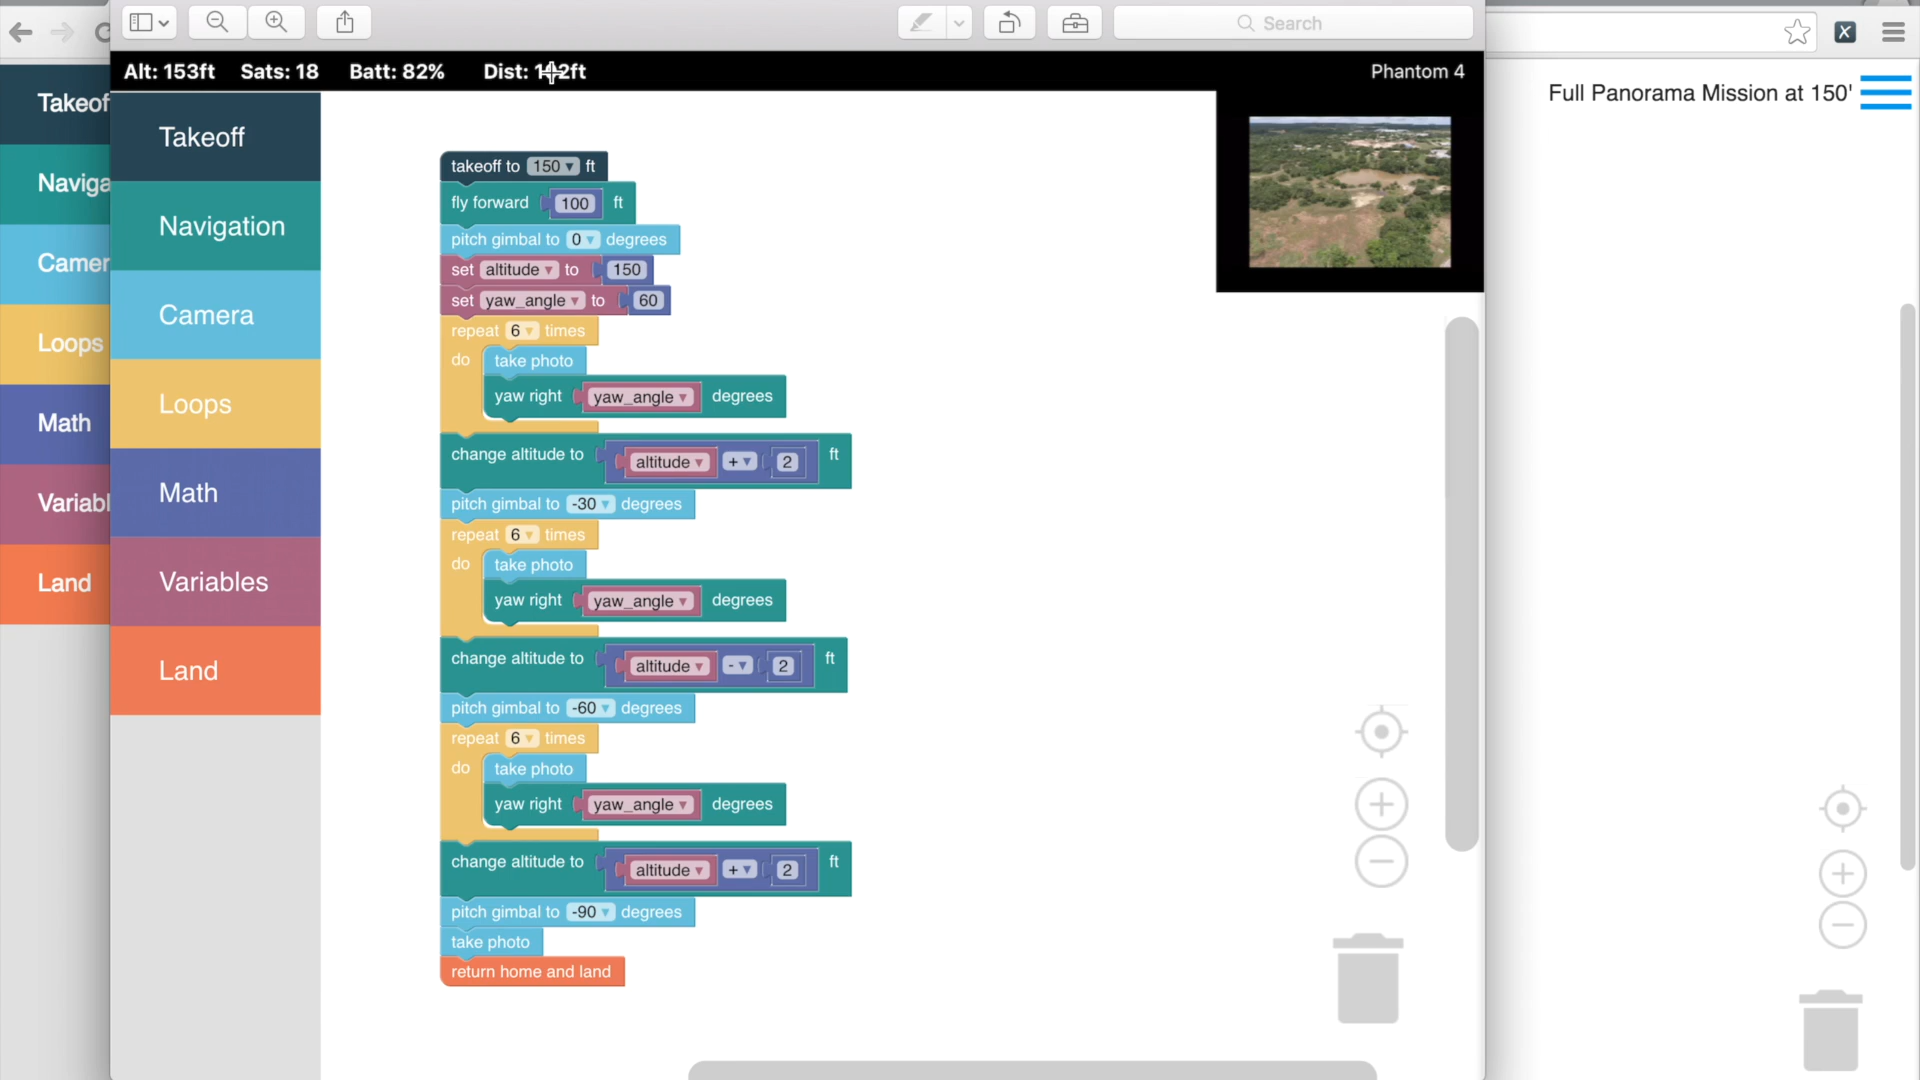 Search
Alt: 153ft Sats: 18 Batt: 82% Dist:
Phantom 4
Full Panorama Mission at 150'
Takeoff
Navigation
Camera
Loops
Math
Variables
Land
Takeof
Naviga
Camer
Loops
Math
Variabl
Land
takeoff to 150 ft
fly forward 100 ft
pitch gimbal to 0 degrees
set altitude to 150
set yaw_angle to 60
repeat 6 times
do take photo
yaw right yaw_angle degrees
change altitude to altitude + 2 ft
pitch gimbal to -30 degrees
repeat 6 times
do take photo
yaw right yaw_angle degrees
change altitude to altitude - 2 ft
pitch gimbal to -60 degrees
repeat 6 times
do take photo
yaw right yaw_angle degrees
change altitude to altitude + 2 ft
pitch gimbal to -90 degrees
take photo
return home and land